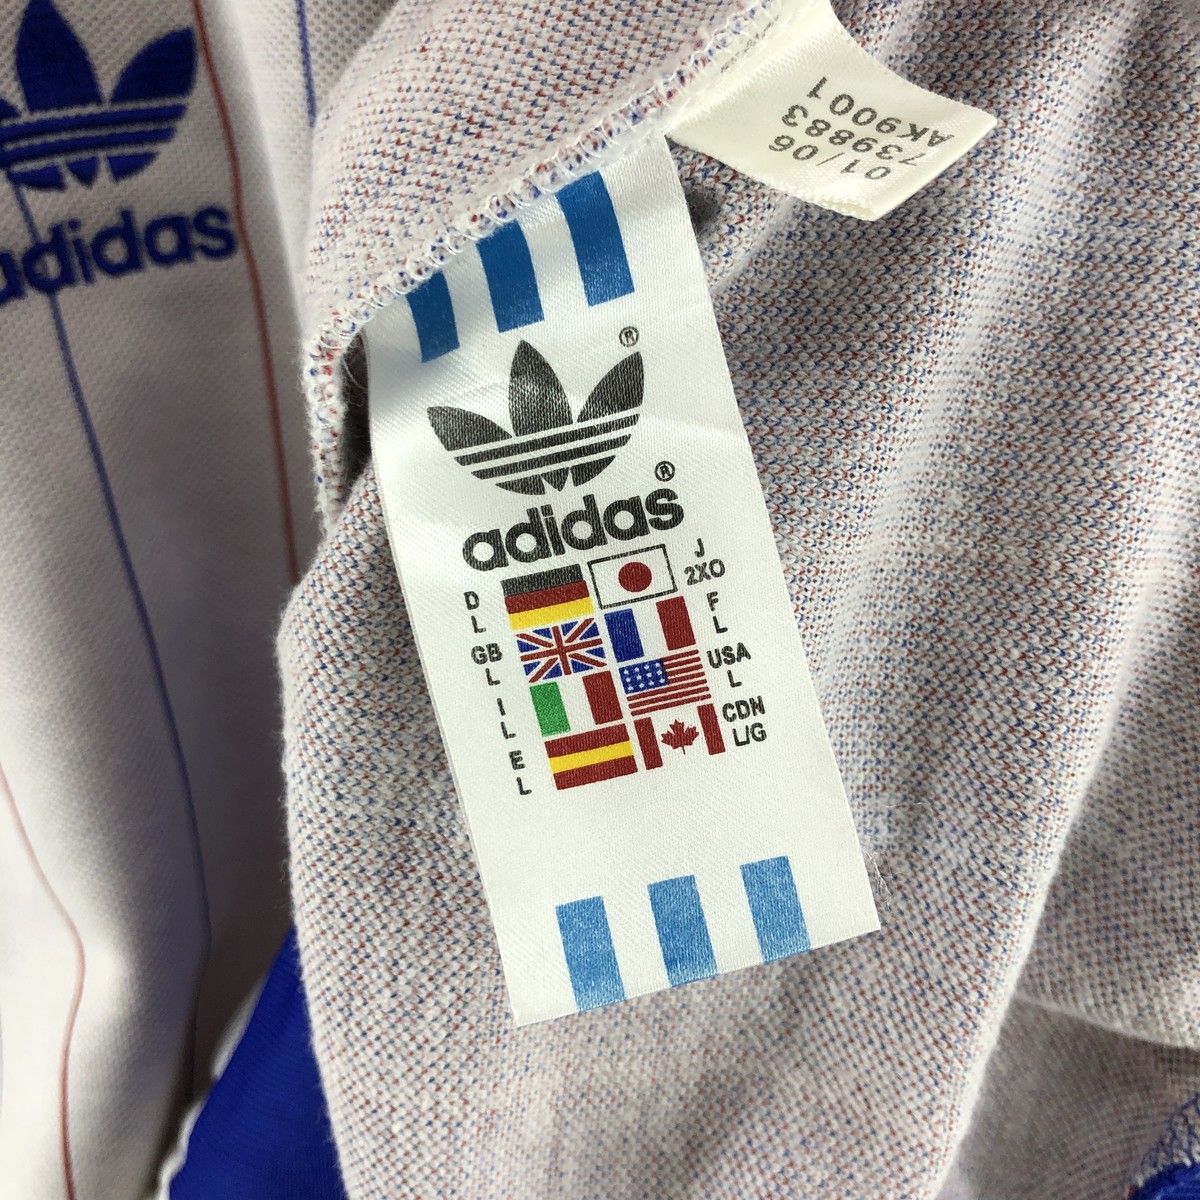 adidas
01/06
739883
AK9001
®
®
adidas
D
L
GB
L
I
L
E
L
J
2XO
F
L
USA
L
CDN
L/G